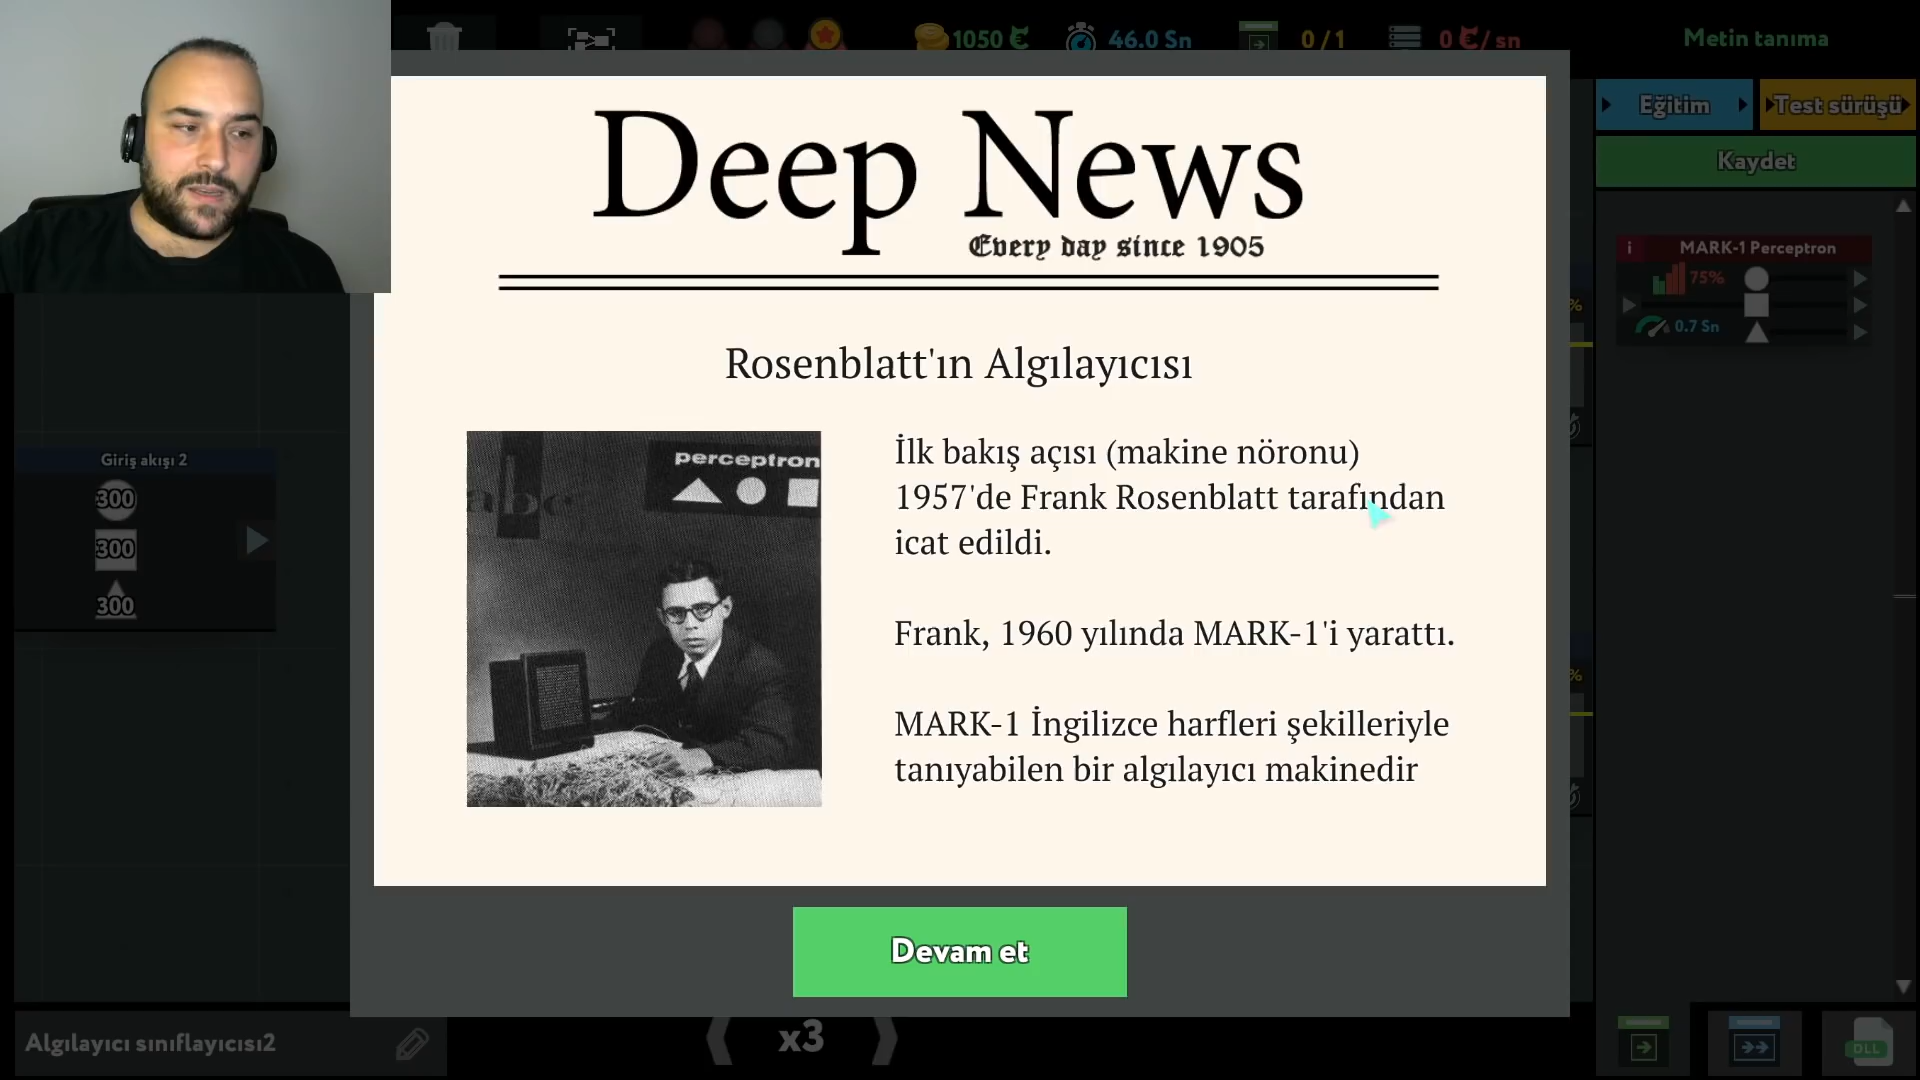 1050
46.0 Sn
0 / 1
0 €/ sn
Metin tanıma
Eğitim
Test sürüşü
Kaydet
Deep News
Every day since 1905
Rosenblatt'ın Algılayıcısı
perceptron
abc
İlk bakış açısı (makine nöronu)
1957'de Frank Rosenblatt tarafından
icat edildi.
Frank, 1960 yılında MARK-1'i yarattı.
MARK-1 İngilizce harfleri şekilleriyle
tanıyabilen bir algılayıcı makinedir
Devam et
Giriş akışı 2
300
300
300
i
MARK-1 Perceptron
75%
0.7 Sn
%
%
Algılayıcı sınıflayıcısı2
x3
DLL